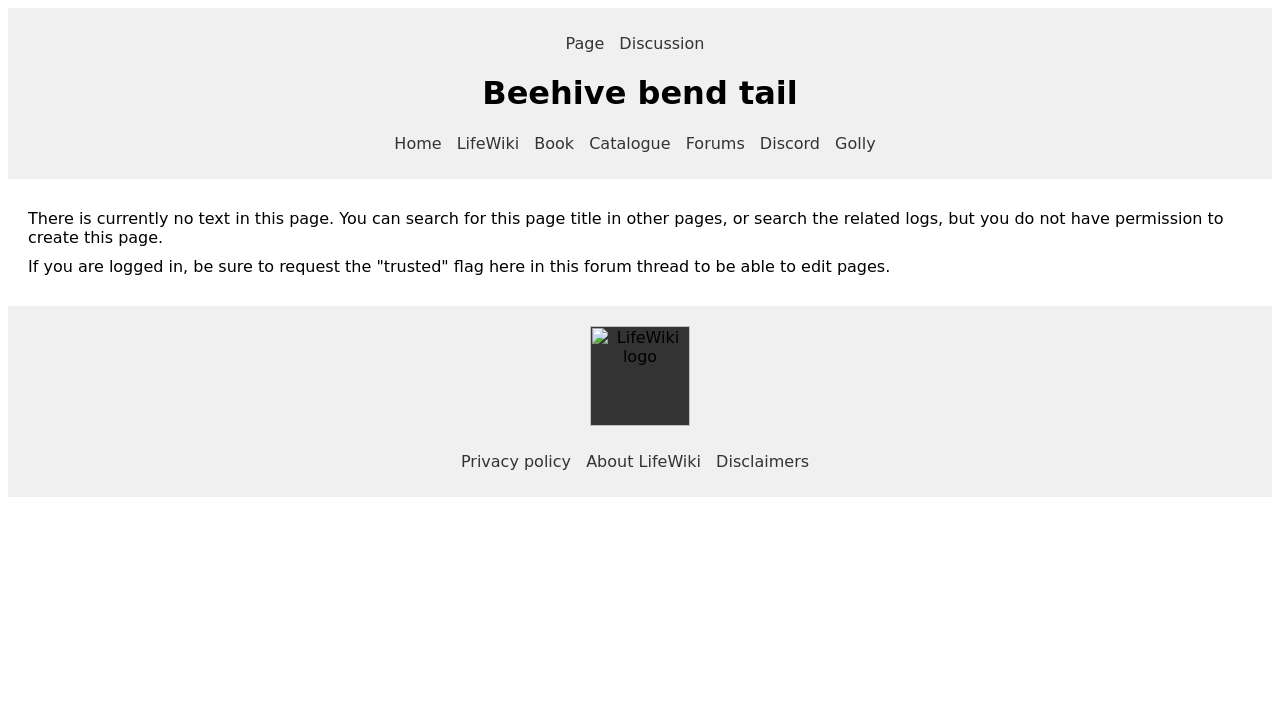 Page Discussion
Beehive bend tail
Home LifeWiki Book Catalogue Forums Discord Golly
There is currently no text in this page. You can search for this page title in other pages, or search the related logs, but you do not have permission to
create this page.
If you are logged in, be sure to request the "trusted" flag here in this forum thread to be able to edit pages.
LifeWiki
logo
Privacy policy About LifeWiki Disclaimers